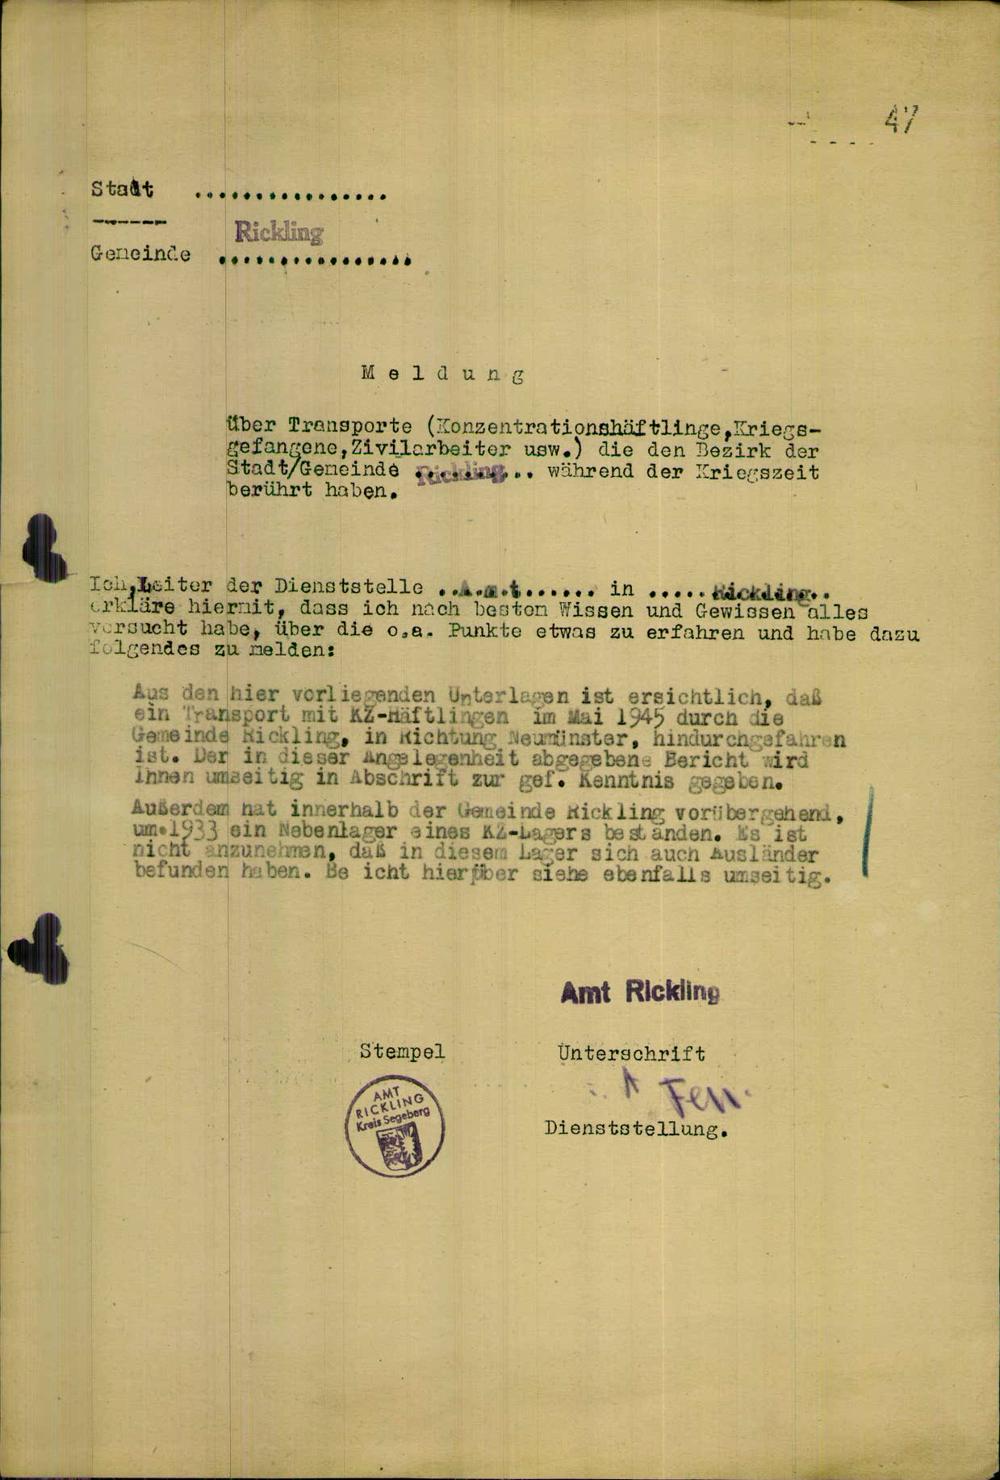 47
Stadt ................
Rickling
Gemeinde ................
Meldung
über Transporte (Konzentrationshäftlinge,Kriegs-
gefangene,Zivilarbeiter usw.) die den Bezirk der
Stadt/Gemeinde Rickling während der Kriegszeit
berührt haben.
Ich,Leiter der Dienststelle ..A.m.t...... in .....Rickling..
erkläre hiermit, dass ich nach besten Wissen und Gewissen alles
versucht habe, über die o.a. Punkte etwas zu erfahren und habe dazu
folgendes zu melden:
Aus den hier vorliegenden Unterlagen ist ersichtlich, daß
ein Transport mit KZ-Häftlingen im Mai 1945 durch die
Gemeinde Rickling, in Richtung Neumünster, hindurchgefahren
ist. Der in dieser Angelegenheit abgegebene Bericht wird
Ihnen umseitig in Abschrift zur gef. Kenntnis gegeben.
Außerdem hat innerhalb der Gemeinde Rickling vorübergehend,
um 1933 ein Nebenlager eines KZ-Lagers bestanden. Es ist
nicht anzunehmen, daß in diesem Lager sich auch Ausländer
befunden haben. Be icht hierüber siehe ebenfalls umseitig.
Amt Rickling
Stempel Unterschrift
AMT
RICKLING
Kreis Segeberg
Dienststellung.